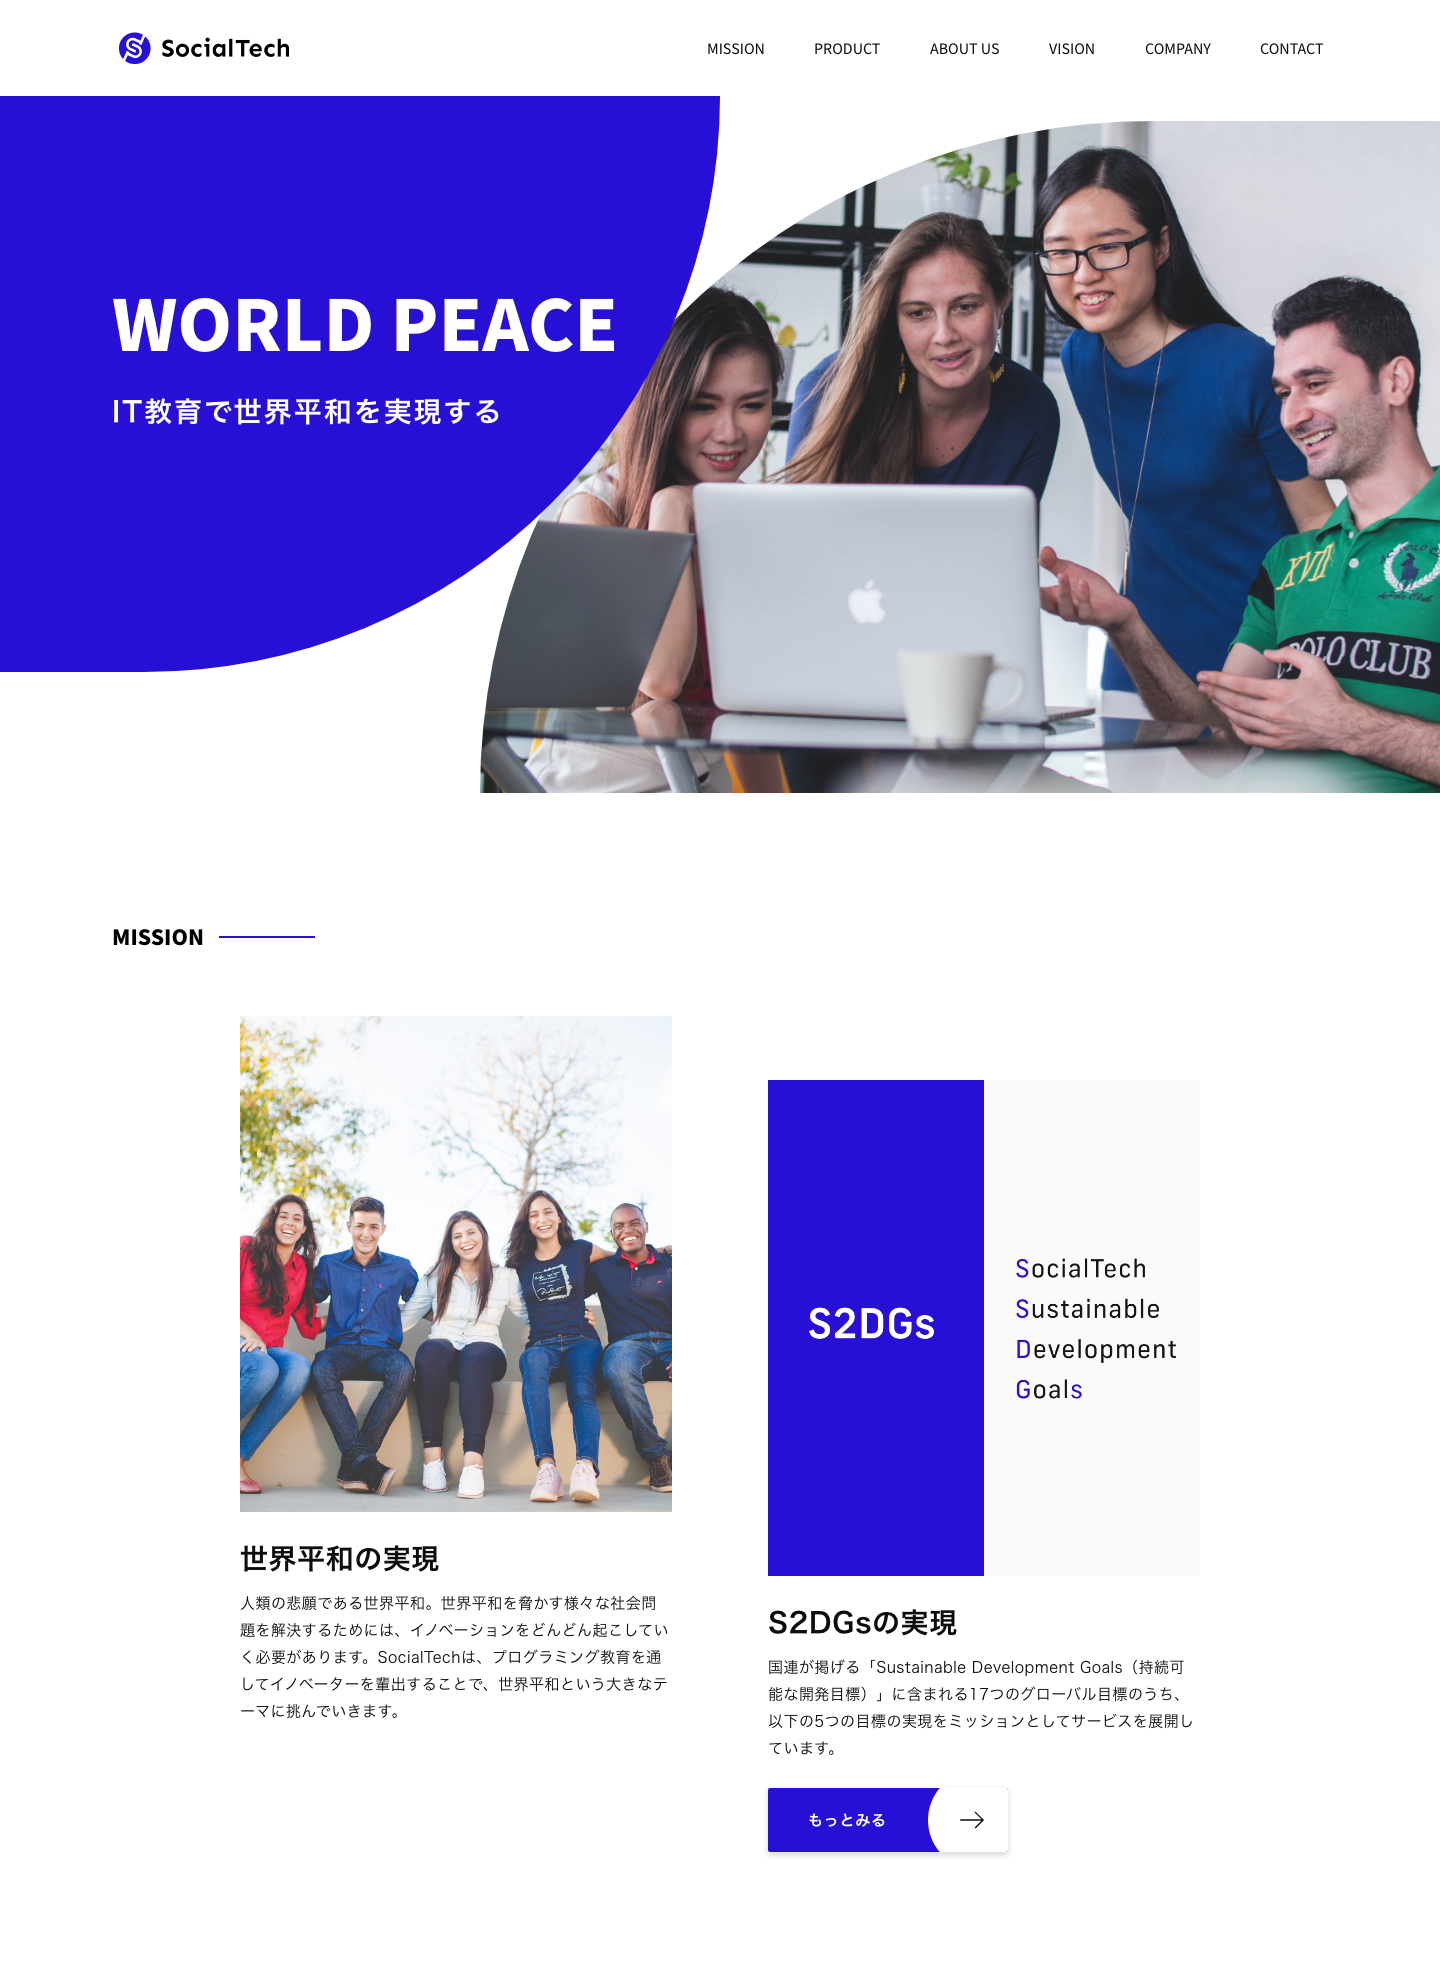 SocialTech
MISSION
PRODUCT
ABOUT US
VISION
COMPANY
CONTACT
WORLD PEACE
IT教育で世界平和を実現する
XVII
POLO CLUB
MISSION
S2DGs
SocialTech
Sustainable
Development
Goals
世界平和の実現
人類の悲願である世界平和。世界平和を脅かす様々な社会問
題を解決するためには、イノベーションをどんどん起こしてい
く必要があります。SocialTechは、プログラミング教育を通
してイノベーターを輩出することで、世界平和という大きなテ
ーマに挑んでいきます。
S2DGsの実現
国連が掲げる「Sustainable Development Goals（持続可
能な開発目標）」に含まれる17つのグローバル目標のうち、
以下の5つの目標の実現をミッションとしてサービスを展開し
ています。
もっとみる